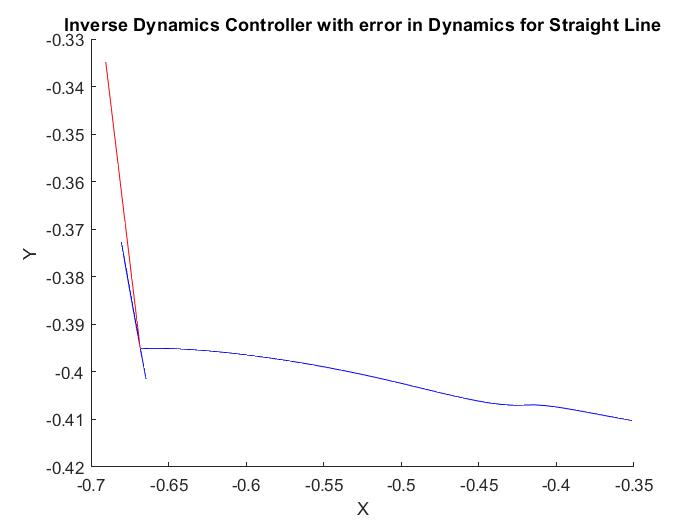 Inverse Dynamics Controller with error in Dynamics for Straight Line
-0.33
-0.34
-0.35
-0.36
-0.37
-0.38
-0.39
-0.4
-0.41
-0.42
Y
-0.7 -0.65 -0.6 -0.55 -0.5 -0.45 -0.4 -0.35
X